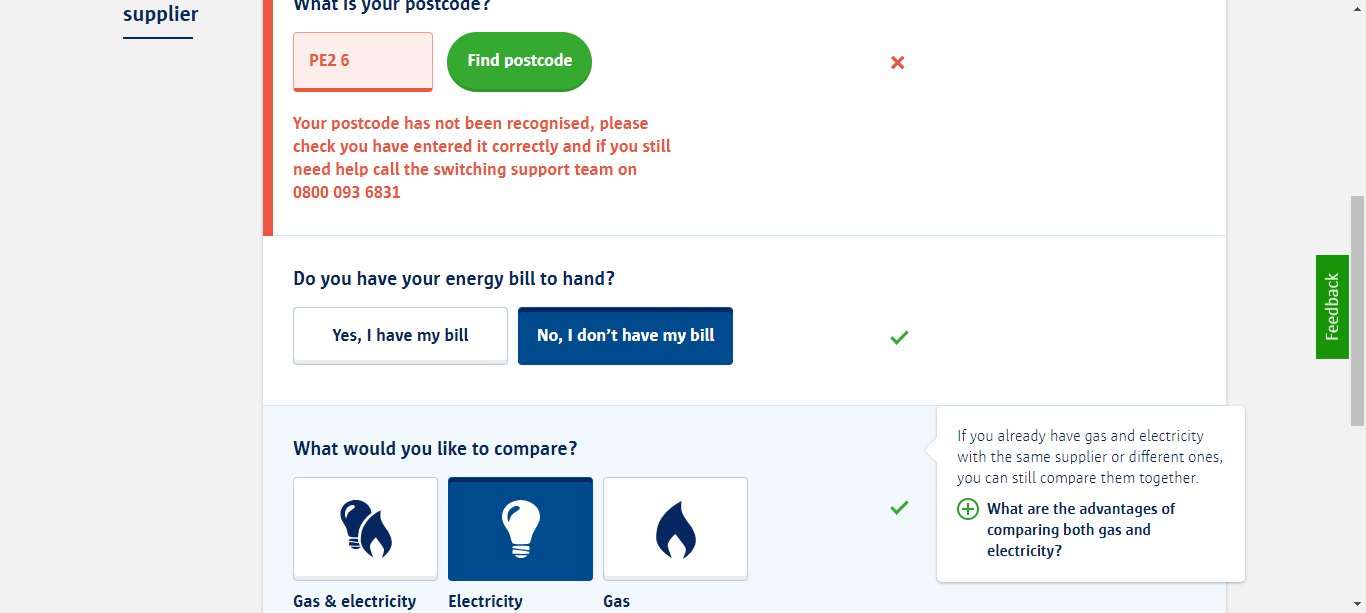 supplier
What is your postcode?
PE2 6
Find postcode
Your postcode has not been recognised, please
check you have entered it correctly and if you still
need help call the switching support team on
0800 093 6831
Do you have your energy bill to hand?
Yes, I have my bill
No, I don’t have my bill
What would you like to compare?
Gas & electricity
Electricity
Gas
If you already have gas and electricity
with the same supplier or different ones,
you can still compare them together.
What are the advantages of
comparing both gas and
electricity?
Feedback